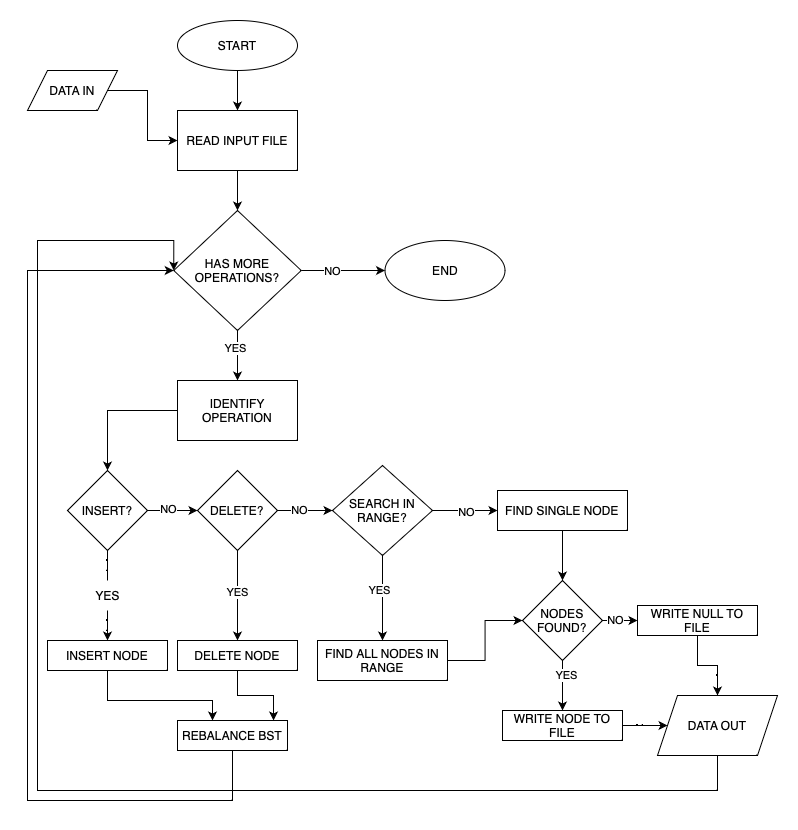 START
DATA IN
READ INPUT FILE
HAS MORE
OPERATIONS?
NO
END
YES
IDENTIFY
OPERATION
INSERT?
NO
DELETE?
NO
SEARCH IN
RANGE?
NO
FIND SINGLE NODE
YES
YES
YES
NODES
FOUND?
NO
WRITE NULL TO
FILE
INSERT NODE
DELETE NODE
FIND ALL NODES IN
RANGE
YES
WRITE NODE TO
FILE
DATA OUT
REBALANCE BST